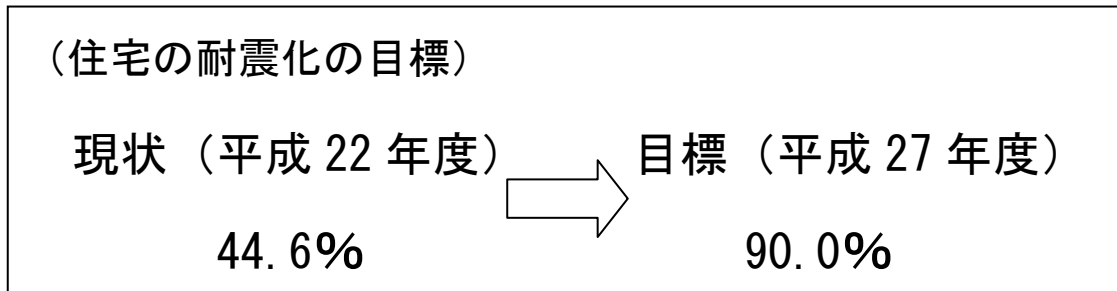 （住宅の耐震化の目標）
現状（平成 22 年度） 目標（平成 27 年度）
44.6% 90.0%